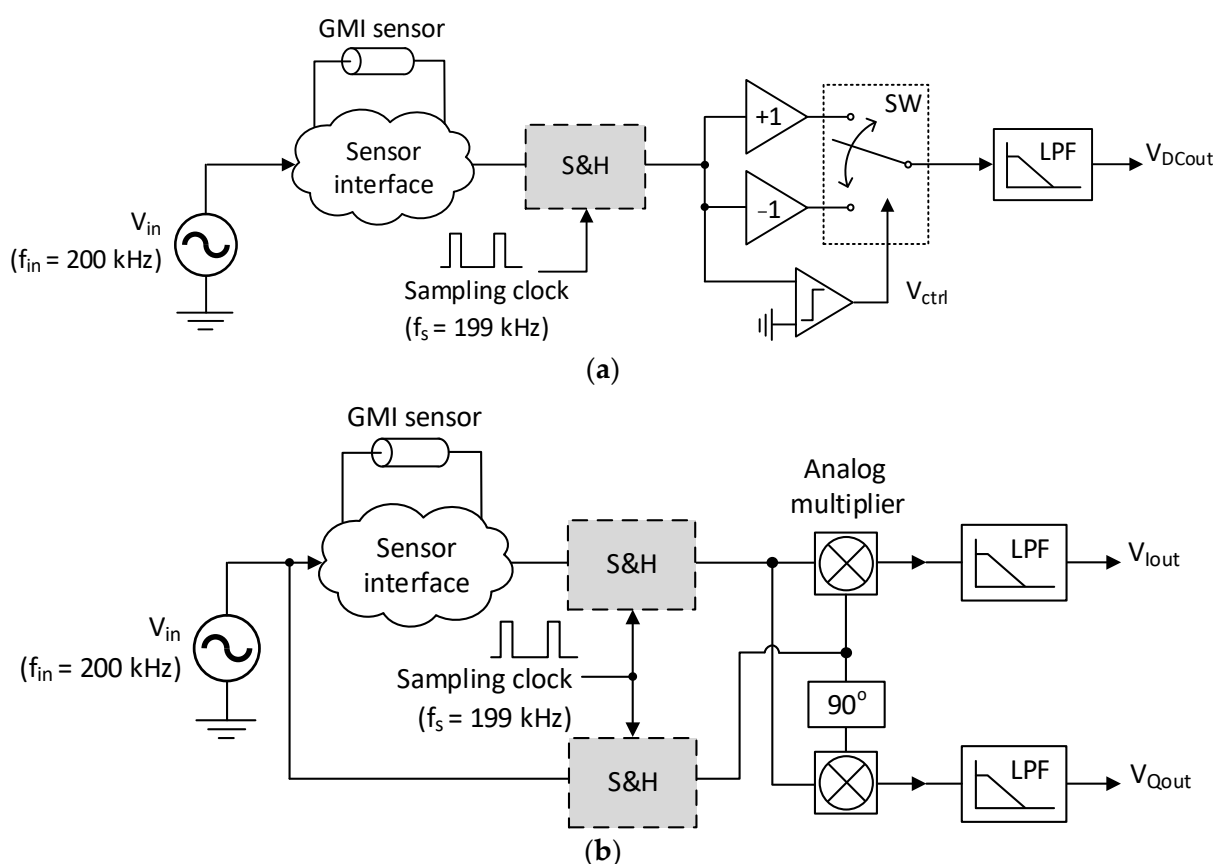 GMI sensor
Sensor
interface
V_in
(f_in = 200 kHz)
S&H
Sampling clock
(f_s = 199 kHz)
+1
−1
SW
V_ctrl
LPF
V_DCout
(a)
GMI sensor
Sensor
interface
V_in
(f_in = 200 kHz)
S&H
Sampling clock
(f_s = 199 kHz)
S&H
Analog
multiplier
90°
LPF
V_Iout
LPF
V_Qout
(b)